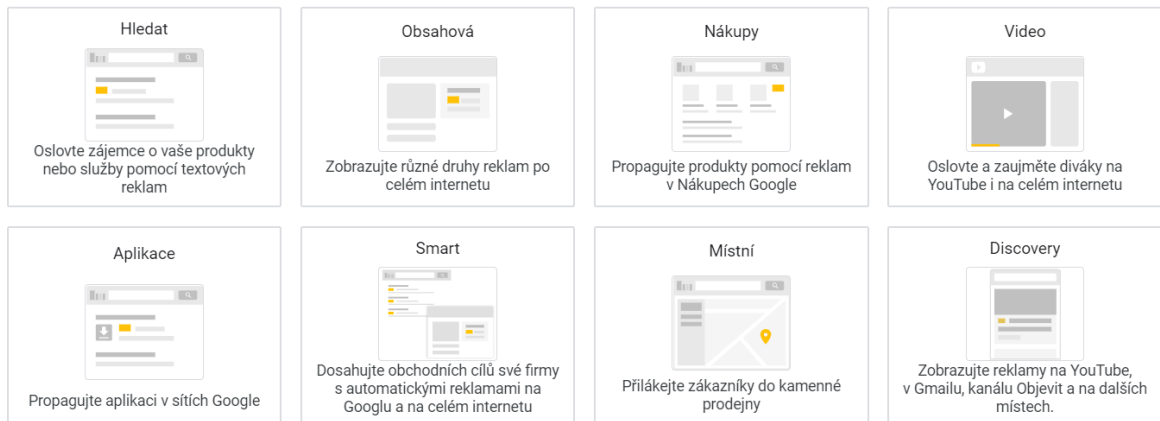 Hledat
Oslovte zájemce o vaše produkty
nebo služby pomocí textových
reklam
Obsahová
Zobrazujte různé druhy reklam po
celém internetu
Nákupy
Propagujte produkty pomocí reklam
v Nákupech Google
Video
Oslovte a zaujměte diváky na
YouTube i na celém internetu
Aplikace
Propagujte aplikaci v sítích Google
Smart
Dosahujte obchodních cílů své firmy
s automatickými reklamami na
Googlu a na celém internetu
Místní
Přilákejte zákazníky do kamenné
prodejny
Discovery
Zobrazujte reklamy na YouTube,
v Gmailu, kanálu Objevit a na dalších
místech.